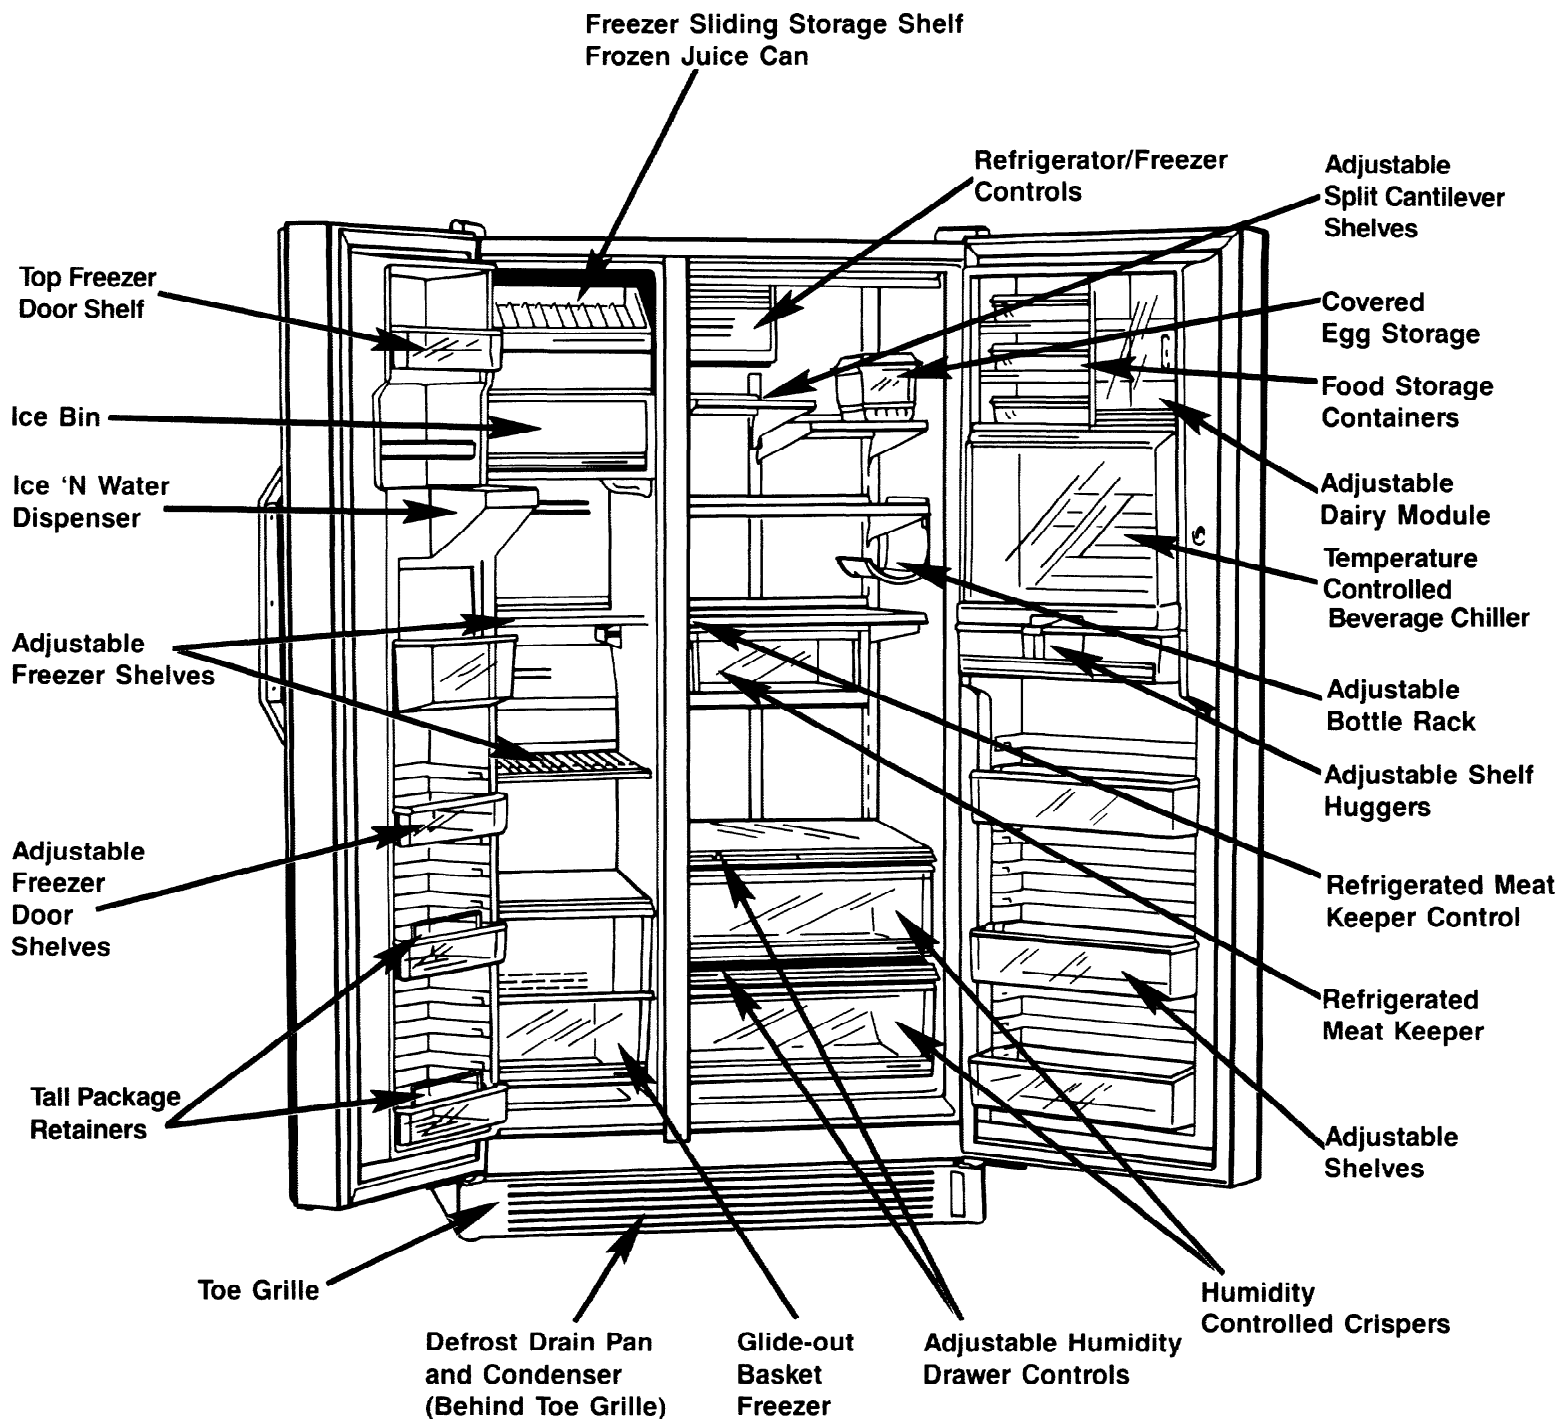 Freezer Sliding Storage Shelf
Frozen Juice Can
Refrigerator/Freezer
Controls
Adjustable
Split Cantilever
Shelves
Top Freezer
Door Shelf
Covered
Egg Storage
Food Storage
Containers
Ice Bin
Ice ‘N Water
Dispenser
Adjustable
Dairy Module
Temperature
Controlled
Beverage Chiller
Adjustable
Freezer Shelves
Adjustable
Bottle Rack
Adjustable Shelf
Huggers
Adjustable
Freezer
Door
Shelves
Refrigerated Meat
Keeper Control
Refrigerated
Meat Keeper
Tall Package
Retainers
Adjustable
Shelves
Toe Grille
Humidity
Controlled Crispers
Defrost Drain Pan
and Condenser
(Behind Toe Grille)
Glide-out
Basket
Freezer
Adjustable Humidity
Drawer Controls